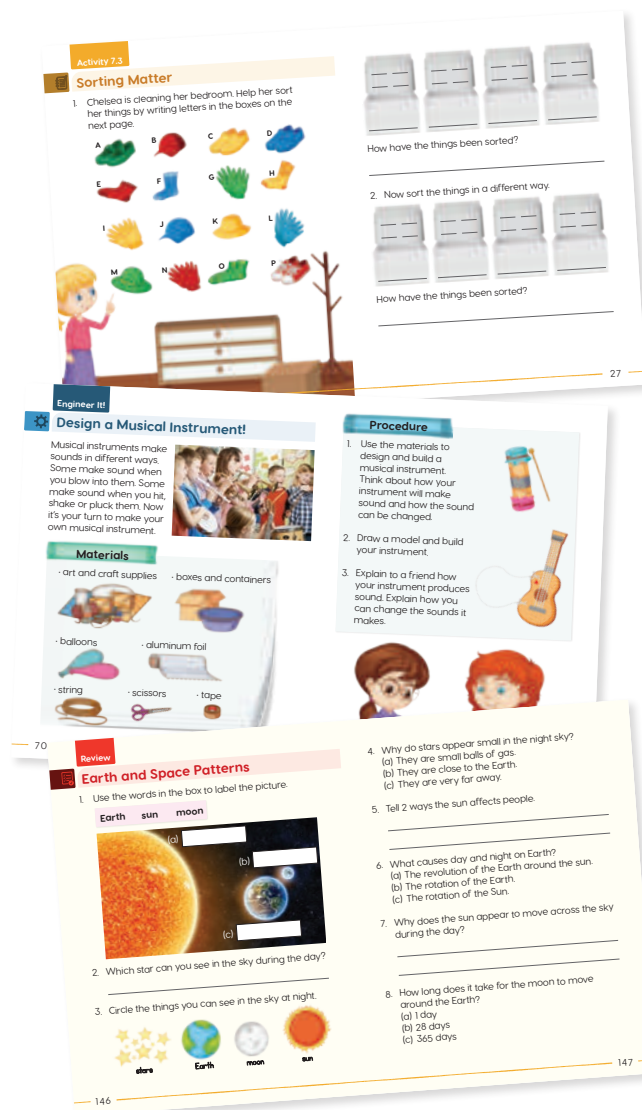 Activity 7.3
Sorting Matter
1. Chelsea is cleaning her bedroom. Help her sort
her things by writing letters in the boxes on the
next page.
A
B
C
D
E
F
G
H
I
J
K
L
M
N
O
P
How have the things been sorted?
2. Now sort the things in a different way.
How have the things been sorted?
27
Engineer It!
Design a Musical Instrument!
Musical instruments make
sounds in different ways.
Some make sound when
you blow into them. Some
make sound when you hit,
shake or pluck them. Now
it's your turn to make your
own musical instrument.
Materials
· art and craft supplies
· boxes and containers
· balloons
· aluminum foil
· string
· scissors
· tape
70
Procedure
1. Use the materials to
design and build a
musical instrument.
Think about how your
instrument will make
sound and how the sound
can be changed.
2. Draw a model and build
your instrument.
3. Explain to a friend how
your instrument produces
sound. Explain how you
can change the sounds it
makes.
Review
Earth and Space Patterns
1. Use the words in the box to label the picture.
Earth sun moon
(a)
(b)
(c)
2. Which star can you see in the sky during the day?
3. Circle the things you can see in the sky at night.
stars
Earth
moon
sun
146
4. Why do stars appear small in the night sky?
(a) They are small balls of gas.
(b) They are close to the Earth.
(c) They are very far away.
5. Tell 2 ways the sun affects people.
6. What causes day and night on Earth?
(a) The revolution of the Earth around the sun.
(b) The rotation of the Earth.
(c) The rotation of the Sun.
7. Why does the sun appear to move across the sky
during the day?
8. How long does it take for the moon to move
around the Earth?
(a) 1 day
(b) 28 days
(c) 365 days
147